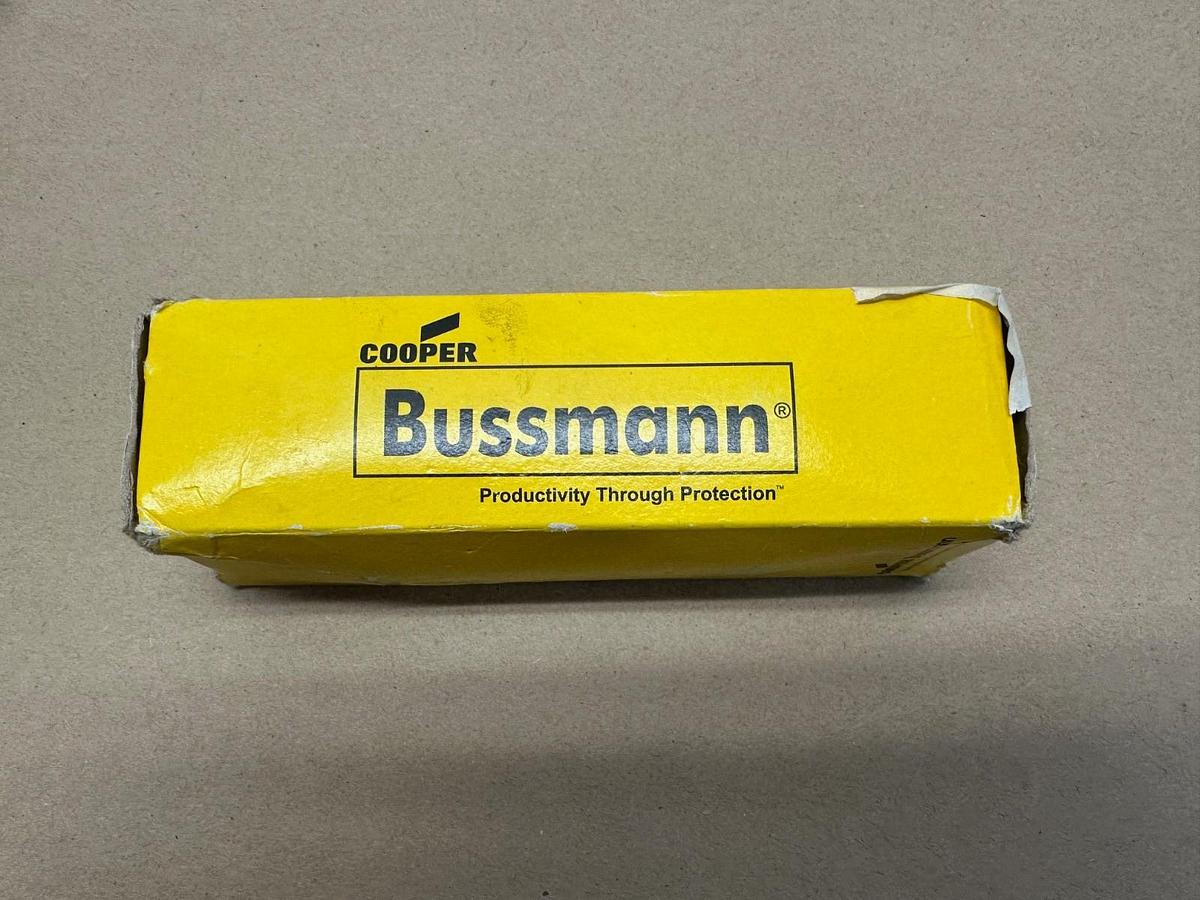 COOPER
Bussmann®
Productivity Through Protection™